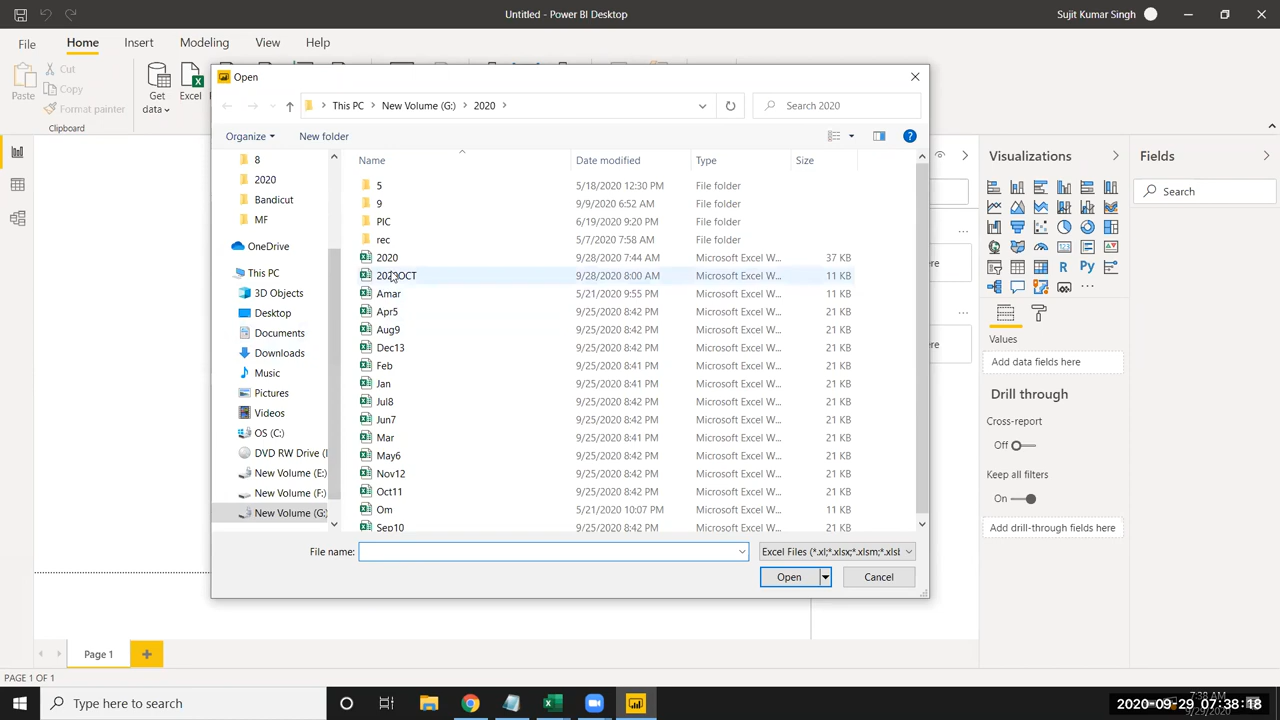 Untitled - Power BI Desktop
Sujit Kumar Singh
File
Home
Insert
Modeling
View
Help
Paste
Cut
Copy
Format painter
Clipboard
Get data
Excel
Open
This PC
New Volume (G:)
2020
Search 2020
Organize
New folder
Name
Date modified
Type
Size
8
2020
Bandicut
MF
OneDrive
This PC
3D Objects
Desktop
Documents
Downloads
Music
Pictures
Videos
OS (C:)
DVD RW Drive (
New Volume (E:)
New Volume (F:)
New Volume (G:
5 5/18/2020 12:30 PM File folder
9 9/9/2020 6:52 AM File folder
PIC 6/19/2020 9:20 PM File folder
rec 5/7/2020 7:58 AM File folder
2020 9/28/2020 7:44 AM Microsoft Excel W... 37 KB
9/28/2020 8:00 AM Microsoft Excel W... 11 KB
Amar 5/21/2020 9:55 PM Microsoft Excel W... 11 KB
Apr5 9/25/2020 8:42 PM Microsoft Excel W... 21 KB
Aug9 9/25/2020 8:42 PM Microsoft Excel W... 21 KB
Dec13 9/25/2020 8:42 PM Microsoft Excel W... 21 KB
Feb 9/25/2020 8:41 PM Microsoft Excel W... 21 KB
Jan 9/25/2020 8:41 PM Microsoft Excel W... 21 KB
Jul8 9/25/2020 8:42 PM Microsoft Excel W... 21 KB
Jun7 9/25/2020 8:42 PM Microsoft Excel W... 21 KB
Mar 9/25/2020 8:41 PM Microsoft Excel W... 21 KB
May6 9/25/2020 8:42 PM Microsoft Excel W... 21 KB
Nov12 9/25/2020 8:42 PM Microsoft Excel W... 21 KB
Oct11 9/25/2020 8:42 PM Microsoft Excel W... 21 KB
Om 5/21/2020 10:07 PM Microsoft Excel W... 11 KB
Sep10 9/25/2020 8:42 PM Microsoft Excel W... 21 KB
File name:
Excel Files (*.xl;*.xlsx;*.xlsm;*.xlsb
Open
Cancel
ere
ere
Visualizations
R
Py
Values
Add data fields here
Drill through
Cross-report
Off
Keep all filters
On
Add drill-through fields here
Fields
Search
Page 1
PAGE 1 OF 1
Type here to search
2020-09-29 07:38:18